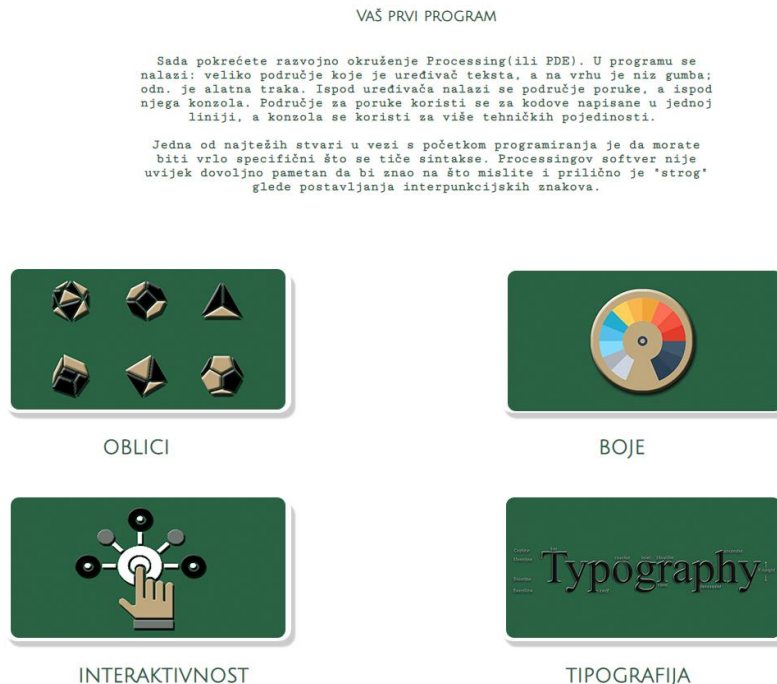 VAŠ PRVI PROGRAM
Sada pokrećete razvojno okruženje Processing(ili PDE). U programu se
nalazi: veliko područje koje je uređivač teksta, a na vrhu je niz gumba;
odn. je alatna traka. Ispod uređivača nalazi se područje poruke, a ispod
njega konzola. Područje za poruke koristi se za kodove napisane u jednoj
liniji, a konzola se koristi za više tehničkih pojedinosti.
Jedna od najtežih stvari u vezi s početkom programiranja je da morate
biti vrlo specifični što se tiče sintakse. Processingov softver nije
uvijek dovoljno pametan da bi znao na što mislite i prilično je "strog"
glede postavljanja interpunkcijskih znakova.
OBLICI
BOJE
Typography
INTERAKTIVNOST
TIPOGRAFIJA